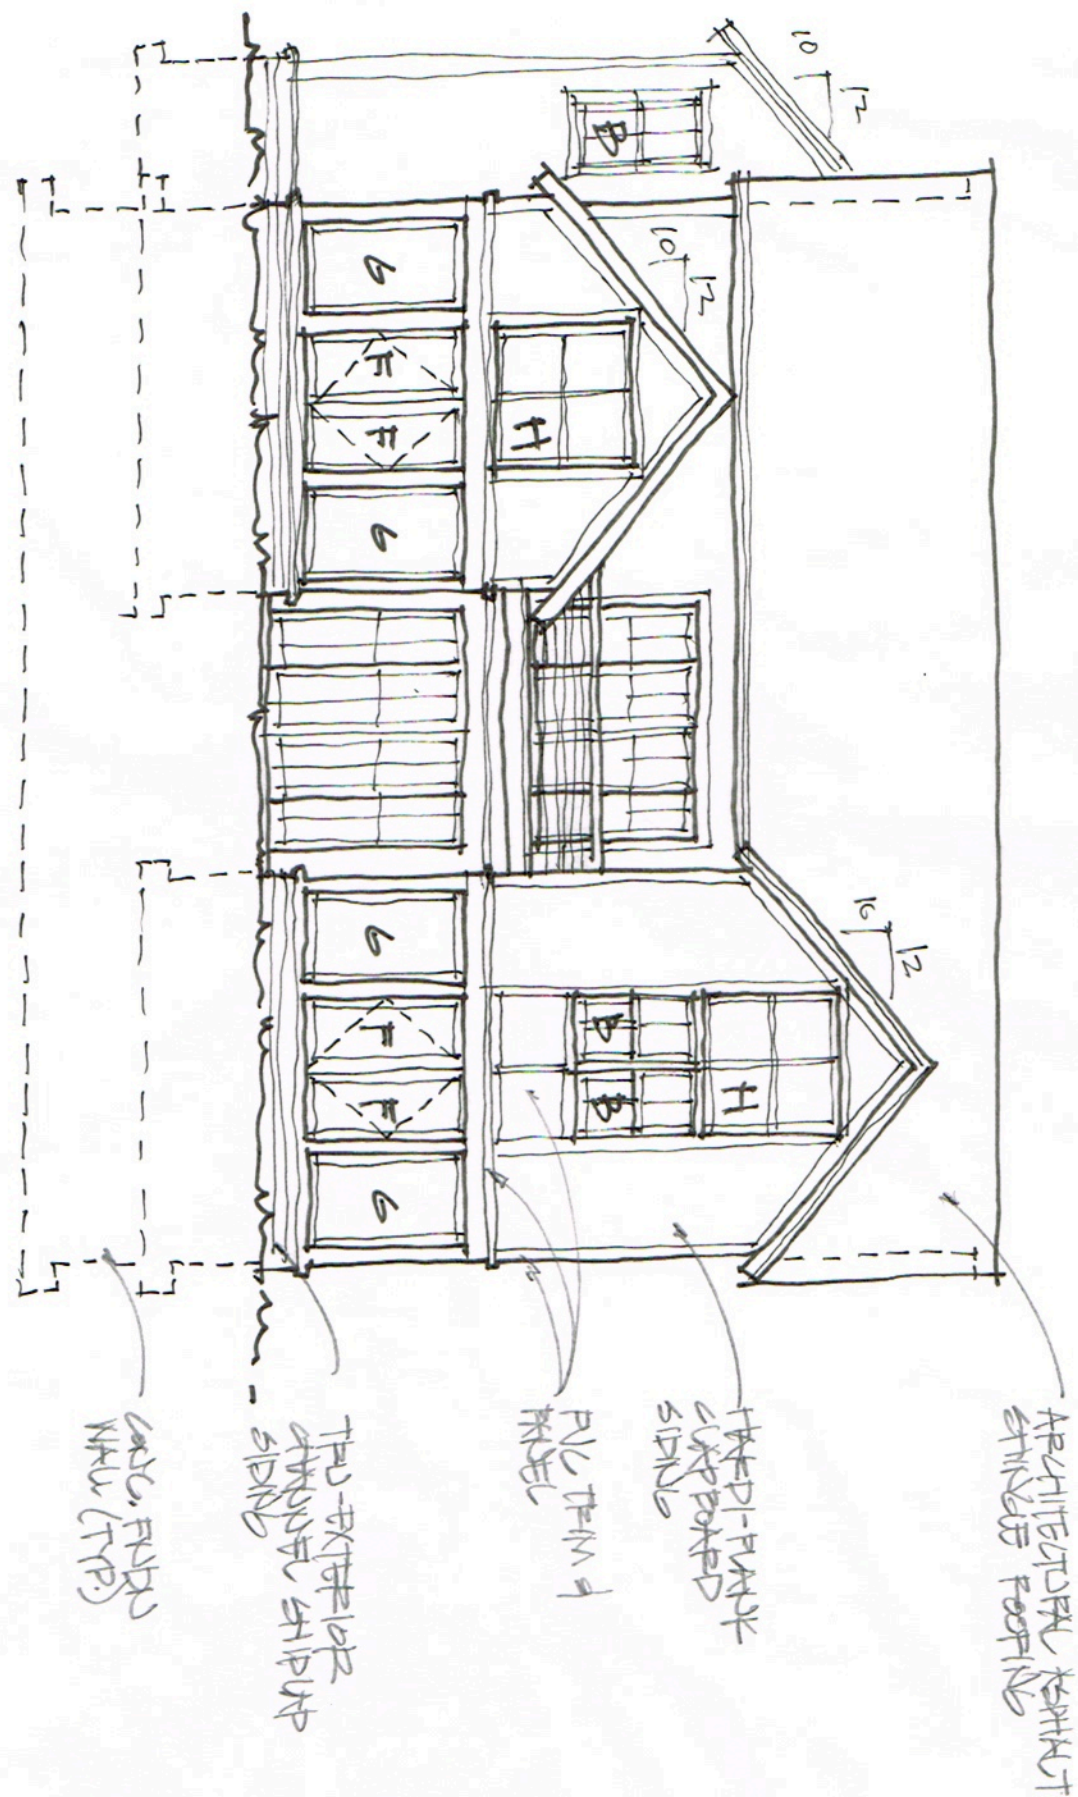 ARCHITECTURAL ASPHALT
SHINGLE ROOFING
12
10
12
10
12
10
H
B
B B
H
HARDI-PLANK
CLAPBOARD
SIDING
PVC TRIM &
PANEL
G F F G
G F F G
TRU-EXTERIOR
CHANNEL SHIPLAP
SIDING
CONC. FNDN
WALL (TYP.)